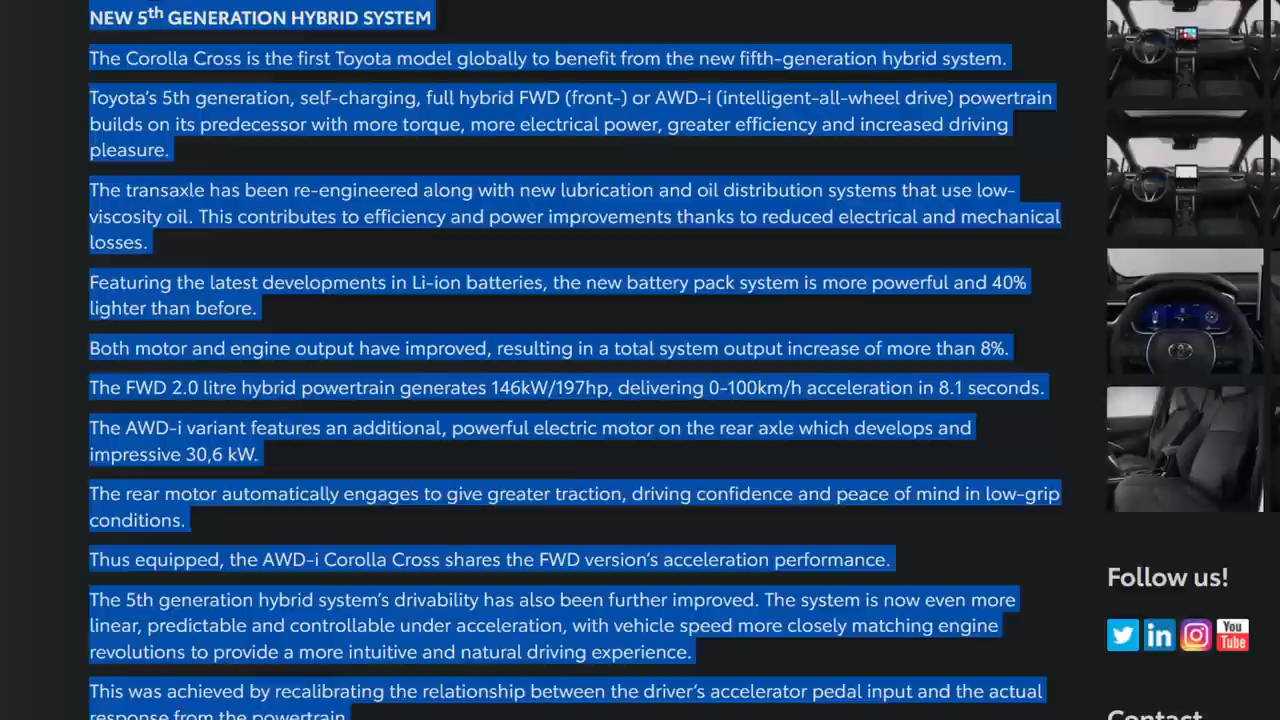 NEW 5th GENERATION HYBRID SYSTEM
The Corolla Cross is the first Toyota model globally to benefit from the new fifth-generation hybrid system.
Toyota’s 5th generation, self-charging, full hybrid FWD (front-) or AWD-i (intelligent-all-wheel drive) powertrain
builds on its predecessor with more torque, more electrical power, greater efficiency and increased driving
pleasure.
The transaxle has been re-engineered along with new lubrication and oil distribution systems that use low-
viscosity oil. This contributes to efficiency and power improvements thanks to reduced electrical and mechanical
losses.
Featuring the latest developments in Li-ion batteries, the new battery pack system is more powerful and 40%
lighter than before.
Both motor and engine output have improved, resulting in a total system output increase of more than 8%.
The FWD 2.0 litre hybrid powertrain generates 146kW/197hp, delivering 0-100km/h acceleration in 8.1 seconds.
The AWD-i variant features an additional, powerful electric motor on the rear axle which develops and
impressive 30,6 kW.
The rear motor automatically engages to give greater traction, driving confidence and peace of mind in low-grip
conditions.
Thus equipped, the AWD-i Corolla Cross shares the FWD version’s acceleration performance.
The 5th generation hybrid system’s drivability has also been further improved. The system is now even more
linear, predictable and controllable under acceleration, with vehicle speed more closely matching engine
revolutions to provide a more intuitive and natural driving experience.
This was achieved by recalibrating the relationship between the driver’s accelerator pedal input and the actual
response from the powertrain.
Follow us!
in
You
Tube
Contact